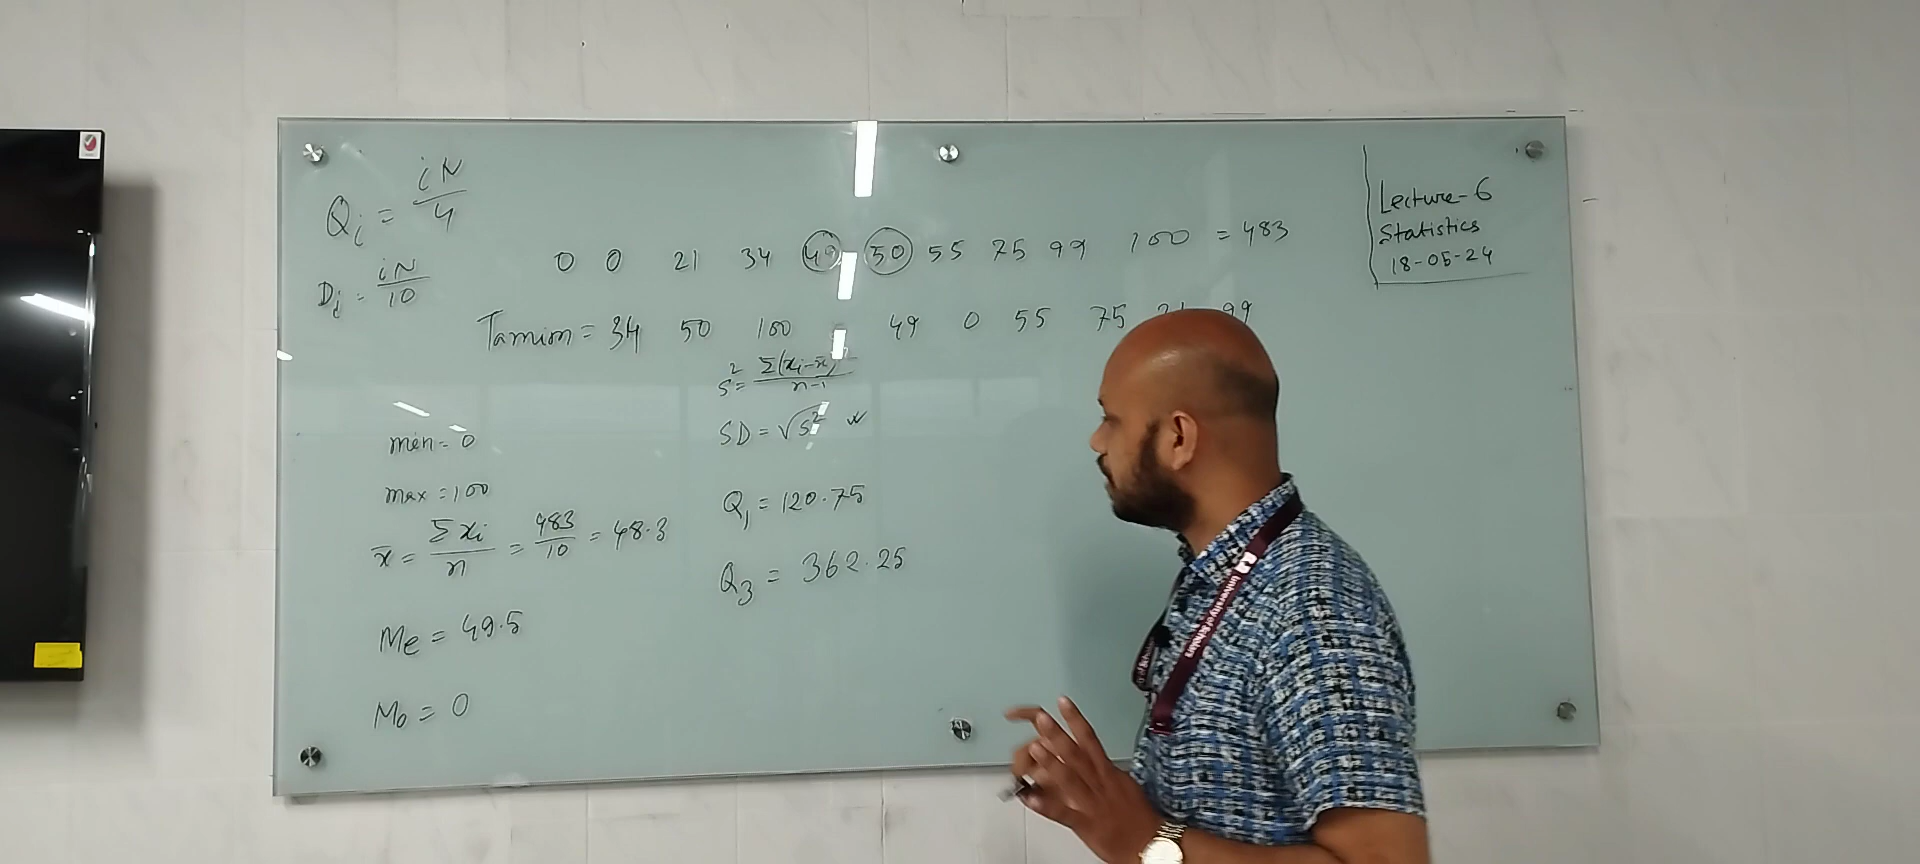 Qi = iN/4
Di = iN/10
0 0 21 34 49 50 55 75 99 100 = 483
Tamim = 34 50 100 49 0 55 75 99
Lecture-6
Statistics
18-05-24
min = 0
max = 100
x̄ = Σxi/n = 483/10 = 48.3
Me = 49.5
Mo = 0
S² = Σ(xi-x̄)²/n-1
SD = √S²
Q₁ = 120.75
Q₃ = 362.25
University of Scholars